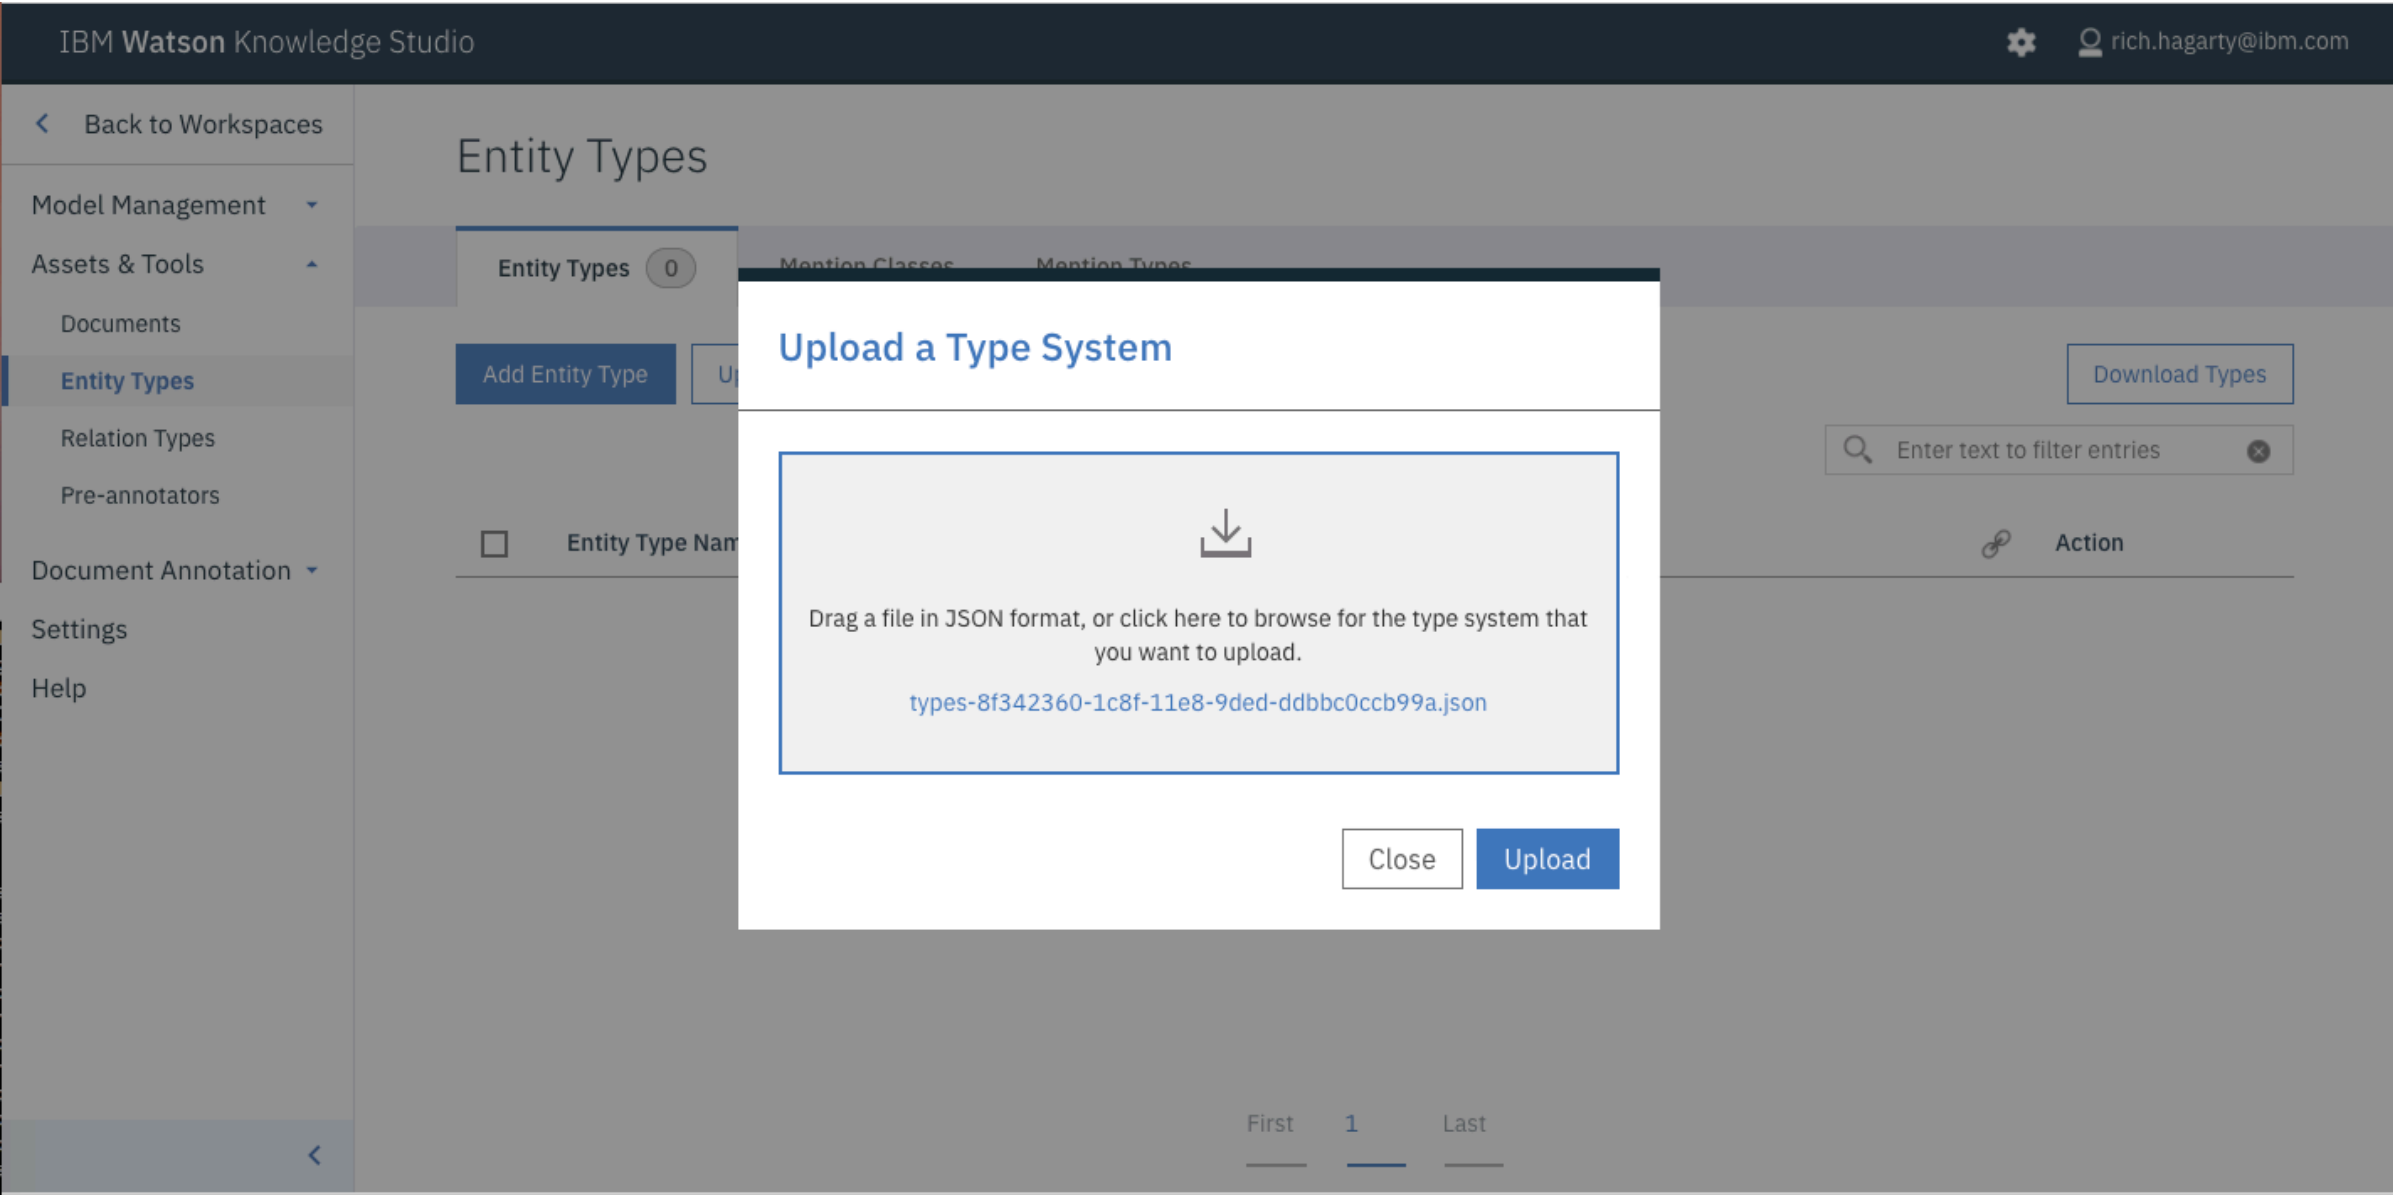 IBM Watson Knowledge Studio
rich.hagarty@ibm.com
Back to Workspaces
Model Management
Assets & Tools
Documents
Entity Types
Relation Types
Pre-annotators
Document Annotation
Settings
Help
Entity Types
Entity Types 0
Mention Classes
Mention Types
Add Entity Type
Download Types
Enter text to filter entries
Entity Type Nam
Action
Upload a Type System
Drag a file in JSON format, or click here to browse for the type system that
you want to upload.
types-8f342360-1c8f-11e8-9ded-ddbbc0ccb99a.json
Close
Upload
First 1 Last